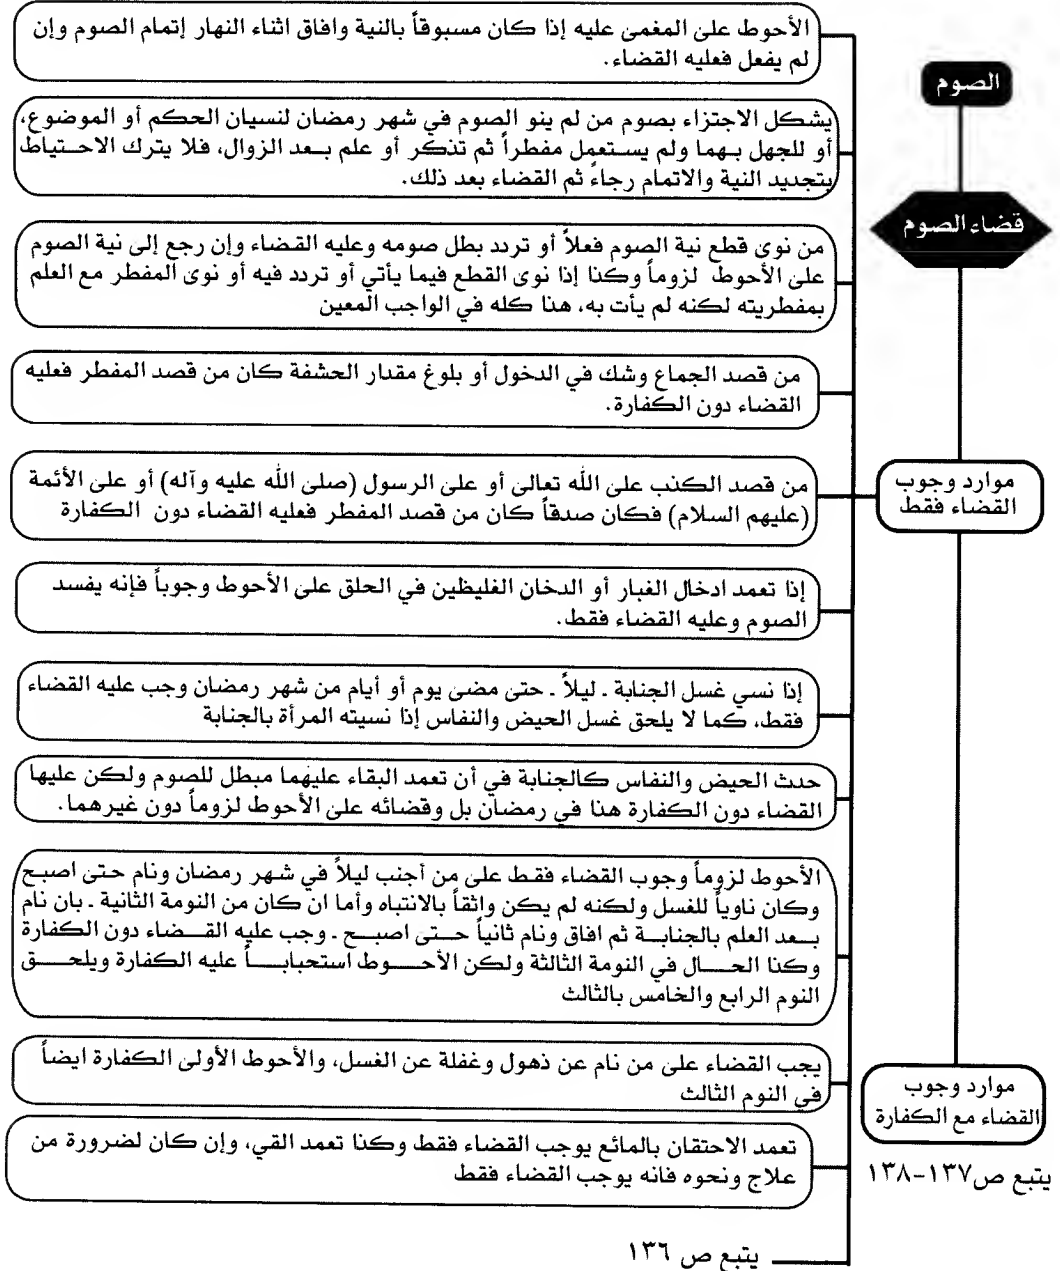 الصوم
قضاء الصوم
موارد وجوب
القضاء فقط
الأحوط على المغمى عليه إذا كان مسبوقاً بالنية وافاق اثناء النهار إتمام الصوم وإن
لم يفعل فعليه القضاء.
يشكل الاجتزاء بصوم من لم ينو الصوم في شهر رمضان لنسيان الحكم أو الموضوع،
أو للجهل بهما ولم يستعمل مفطراً ثم تذكر أو علم بعد الزوال، فلا يترك الاحتياط
بتجديد النية والاتمام رجاءً ثم القضاء بعد ذلك.
من نوى قطع نية الصوم فعلاً أو تردد بطل صومه وعليه القضاء وإن رجع إلى نية الصوم
على الأحوط لزوماً وكذا إذا نوى القطع فيما يأتي أو تردد فيه أو نوى المفطر مع العلم
بمفطريته لكنه لم يأت به، هذا كله في الواجب المعين
من قصد الجماع وشك في الدخول أو بلوغ مقدار الحشفة كان من قصد المفطر فعليه
القضاء دون الكفارة.
من قصد الكذب على الله تعالى أو على الرسول (صلى الله عليه وآله) أو على الأئمة
(عليهم السلام) فكان صدقاً كان من قصد المفطر فعليه القضاء دون الكفارة
إذا تعمد ادخال الغبار أو الدخان الغليظين في الحلق على الأحوط وجوباً فإنه يفسد
الصوم وعليه القضاء فقط.
إذا نسي غسل الجنابة ـ ليلاً ـ حتى مضى يوم أو أيام من شهر رمضان وجب عليه القضاء
فقط، كما لا يلحق غسل الحيض والنفاس إذا نسيته المرأة بالجنابة
حدث الحيض والنفاس كالجنابة في أن تعمد البقاء عليهما مبطل للصوم ولكن عليها
القضاء دون الكفارة هذا في رمضان بل وقضائه على الأحوط لزوماً دون غيرهما.
الأحوط لزوماً وجوب القضاء فقط على من أجنب ليلاً في شهر رمضان ونام حتى اصبح
وكان ناوياً للغسل ولكنه لم يكن واثقاً بالانتباه وأما ان كان من النومة الثانية ـ بان نام
بعد العلم بالجنابة ثم افاق ونام ثانياً حتى اصبح ـ وجب عليه القضاء دون الكفارة
وكذا الحال في النومة الثالثة ولكن الأحوط استحباباً عليه الكفارة ويلحق
النوم الرابع والخامس بالثالث
يجب القضاء على من نام عن ذهول وغفلة عن الغسل، والأحوط الأولى الكفارة ايضاً
في النوم الثالث
تعمد الاحتقان بالمائع يوجب القضاء فقط وكذا تعمد القي، وإن كان لضرورة من
علاج ونحوه فانه يوجب القضاء فقط
يتبع ص ١٣٦
موارد وجوب
القضاء مع الكفارة
يتبع ص١٣٧-١٣٨